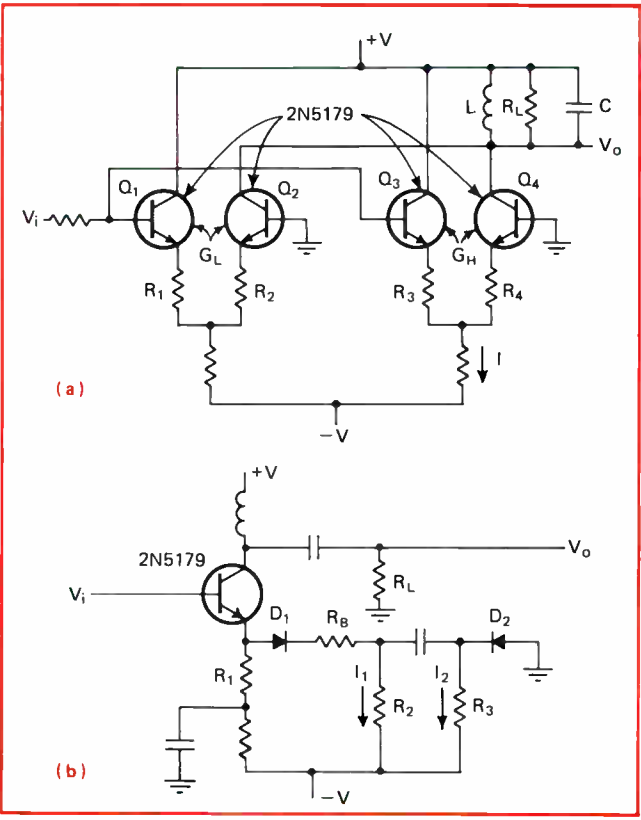 +V
L
R_L
C
2N5179
V_o
Q_1
Q_2
Q_3
Q_4
V_i
G_L
G_H
R_1
R_2
R_3
R_4
I
(a)
−V
+V
2N5179
V_o
R_L
V_i
D_1
R_B
D_2
R_1
I_1
R_2
I_2
R_3
(b)
−V